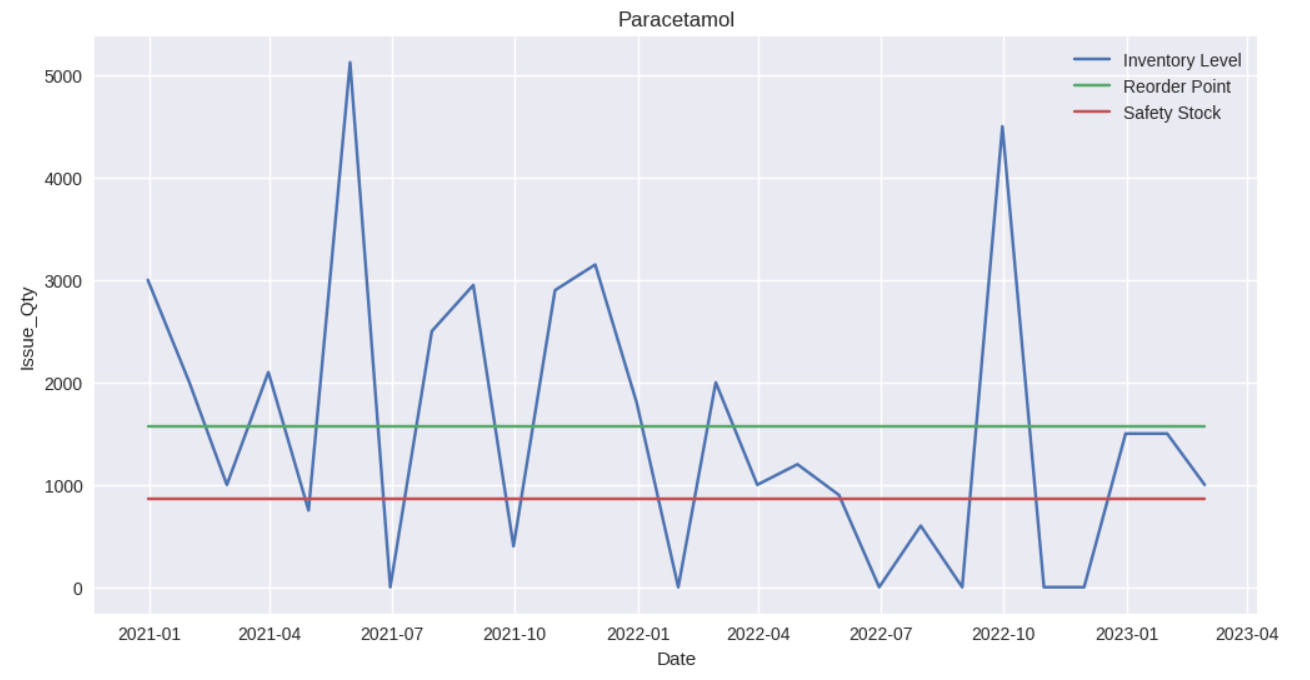 Paracetamol
Inventory Level
Reorder Point
Safety Stock
Issue_Qty
5000
4000
3000
2000
1000
0
2021-01 2021-04 2021-07 2021-10 2022-01 2022-04 2022-07 2022-10 2023-01 2023-04
Date